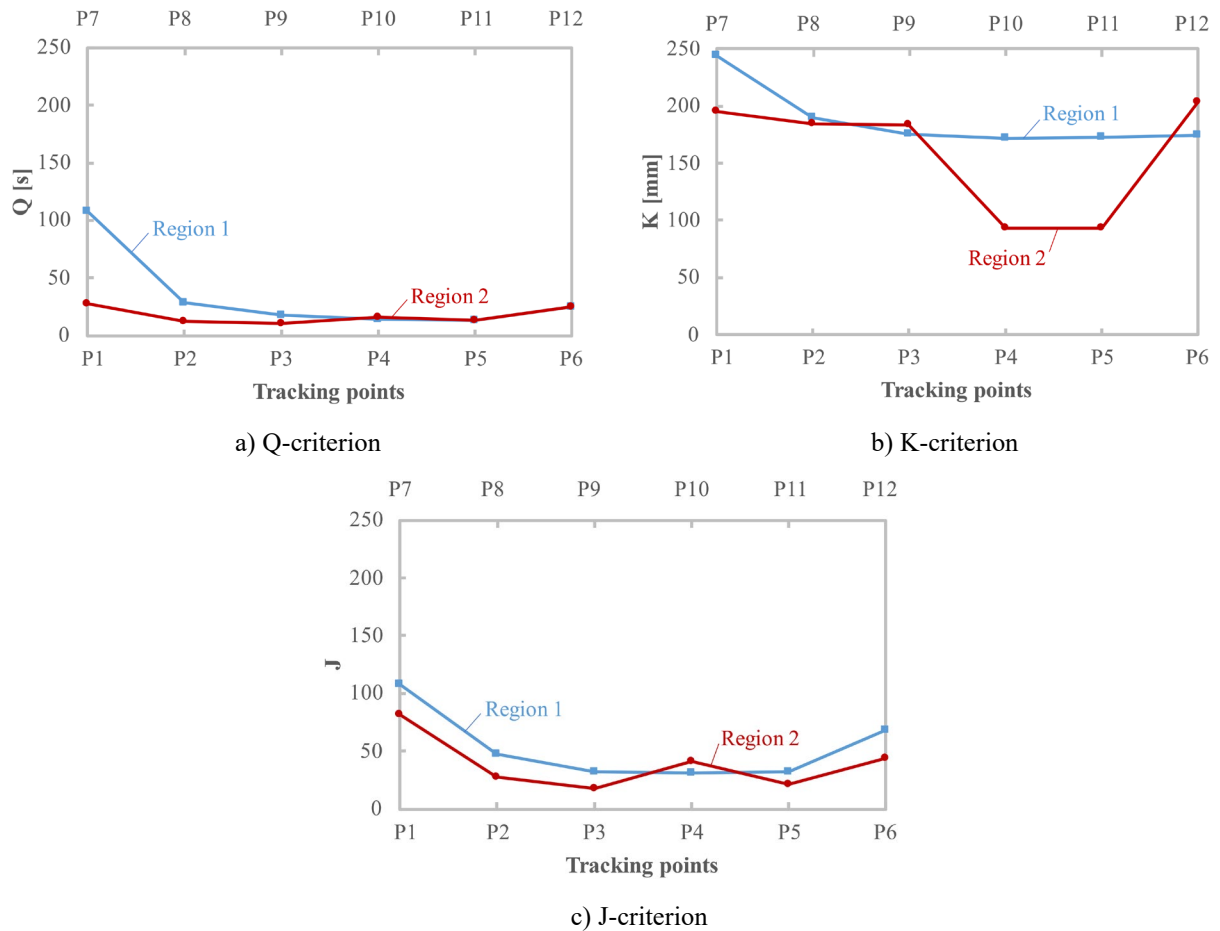 P7 P8 P9 P10 P11 P12
250
200
150
100
50
0
Q [s]
Region 1
Region 2
P1 P2 P3 P4 P5 P6
Tracking points
a) Q-criterion
P7 P8 P9 P10 P11 P12
250
200
150
100
50
0
K [mm]
Region 1
Region 2
P1 P2 P3 P4 P5 P6
Tracking points
b) K-criterion
P7 P8 P9 P10 P11 P12
250
200
150
100
50
0
J
Region 1
Region 2
P1 P2 P3 P4 P5 P6
Tracking points
c) J-criterion